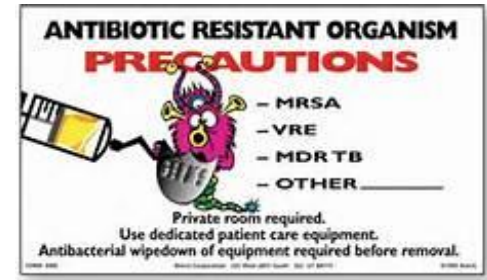 ANTIBIOTIC RESISTANT ORGANISM
PRECAUTIONS
- MRSA
- VRE
- MDR TB
- OTHER________
Private room required.
Use dedicated patient care equipment.
Antibacterial wipedown of equipment required before removal.